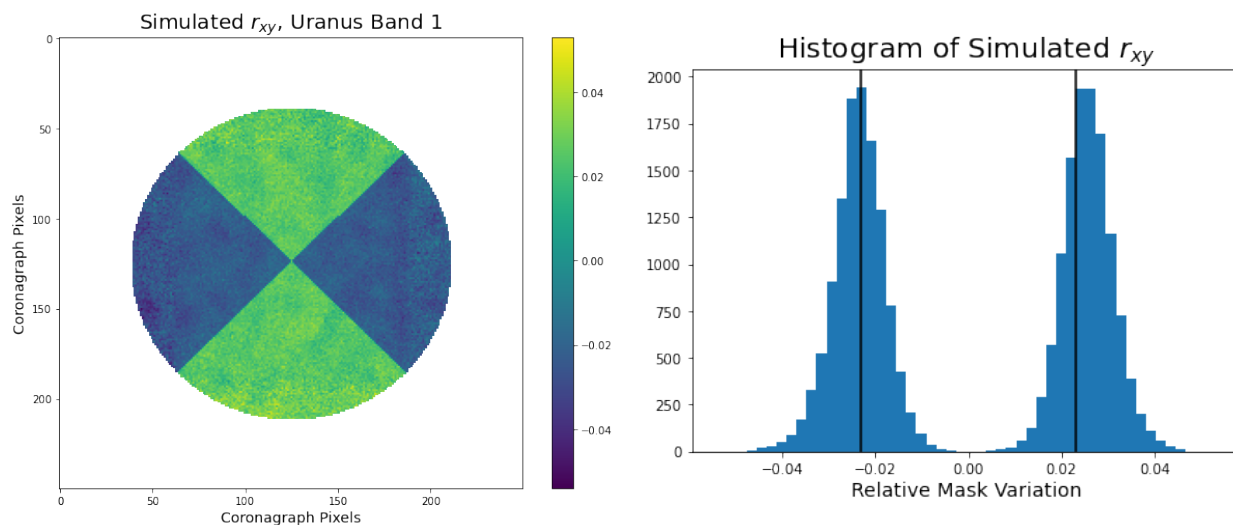 Simulated r_xy, Uranus Band 1
0
50
100
150
200
Coronagraph Pixels
0 50 100 150 200
Coronagraph Pixels
0.04
0.02
0.00
−0.02
−0.04
Histogram of Simulated r_xy
2000
1750
1500
1250
1000
750
500
250
0
−0.04 −0.02 0.00 0.02 0.04
Relative Mask Variation